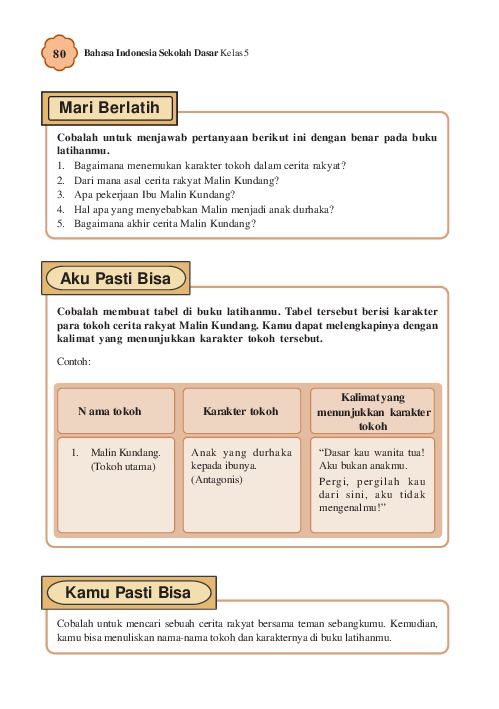 80 Bahasa Indonesia Sekolah Dasar Kelas 5
Mari Berlatih
Cobalah untuk menjawab pertanyaan berikut ini dengan benar pada buku
latihanmu.
1. Bagaimana menemukan karakter tokoh dalam cerita rakyat?
2. Dari mana asal cerita rakyat Malin Kundang?
3. Apa pekerjaan Ibu Malin Kundang?
4. Hal apa yang menyebabkan Malin menjadi anak durhaka?
5. Bagaimana akhir cerita Malin Kundang?
Aku Pasti Bisa
Cobalah membuat tabel di buku latihanmu. Tabel tersebut berisi karakter
para tokoh cerita rakyat Malin Kundang. Kamu dapat melengkapinya dengan
kalimat yang menunjukkan karakter tokoh tersebut.
Contoh:
Nama tokoh
Karakter tokoh
Kalimat yang
menunjukkan karakter
tokoh
1. Malin Kundang.
(Tokoh utama)
Anak yang durhaka
kepada ibunya.
(Antagonis)
“Dasar kau wanita tua!
Aku bukan anakmu.
Pergi, pergilah kau
dari sini, aku tidak
mengenalmu!”
Kamu Pasti Bisa
Cobalah untuk mencari sebuah cerita rakyat bersama teman sebangkumu. Kemudian,
kamu bisa menuliskan nama-nama tokoh dan karakternya di buku latihanmu.